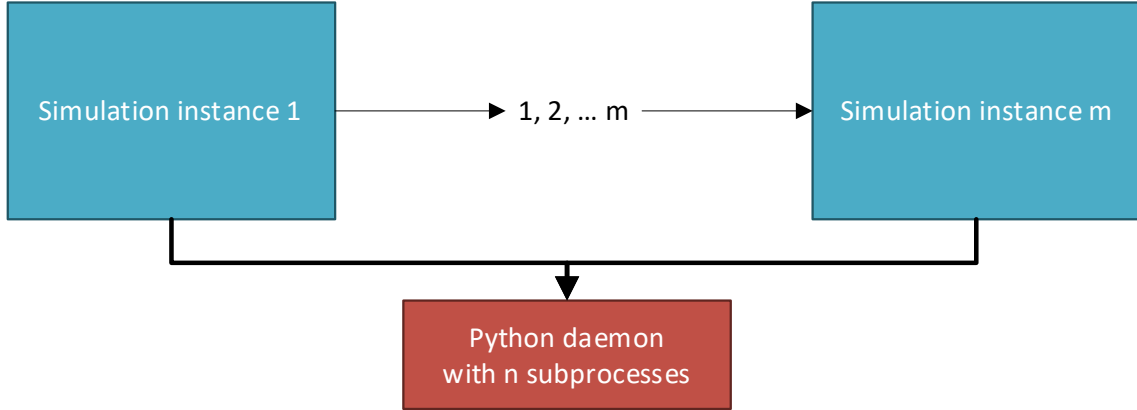 Simulation instance 1
1, 2, … m
Simulation instance m
Python daemon
with n subprocesses